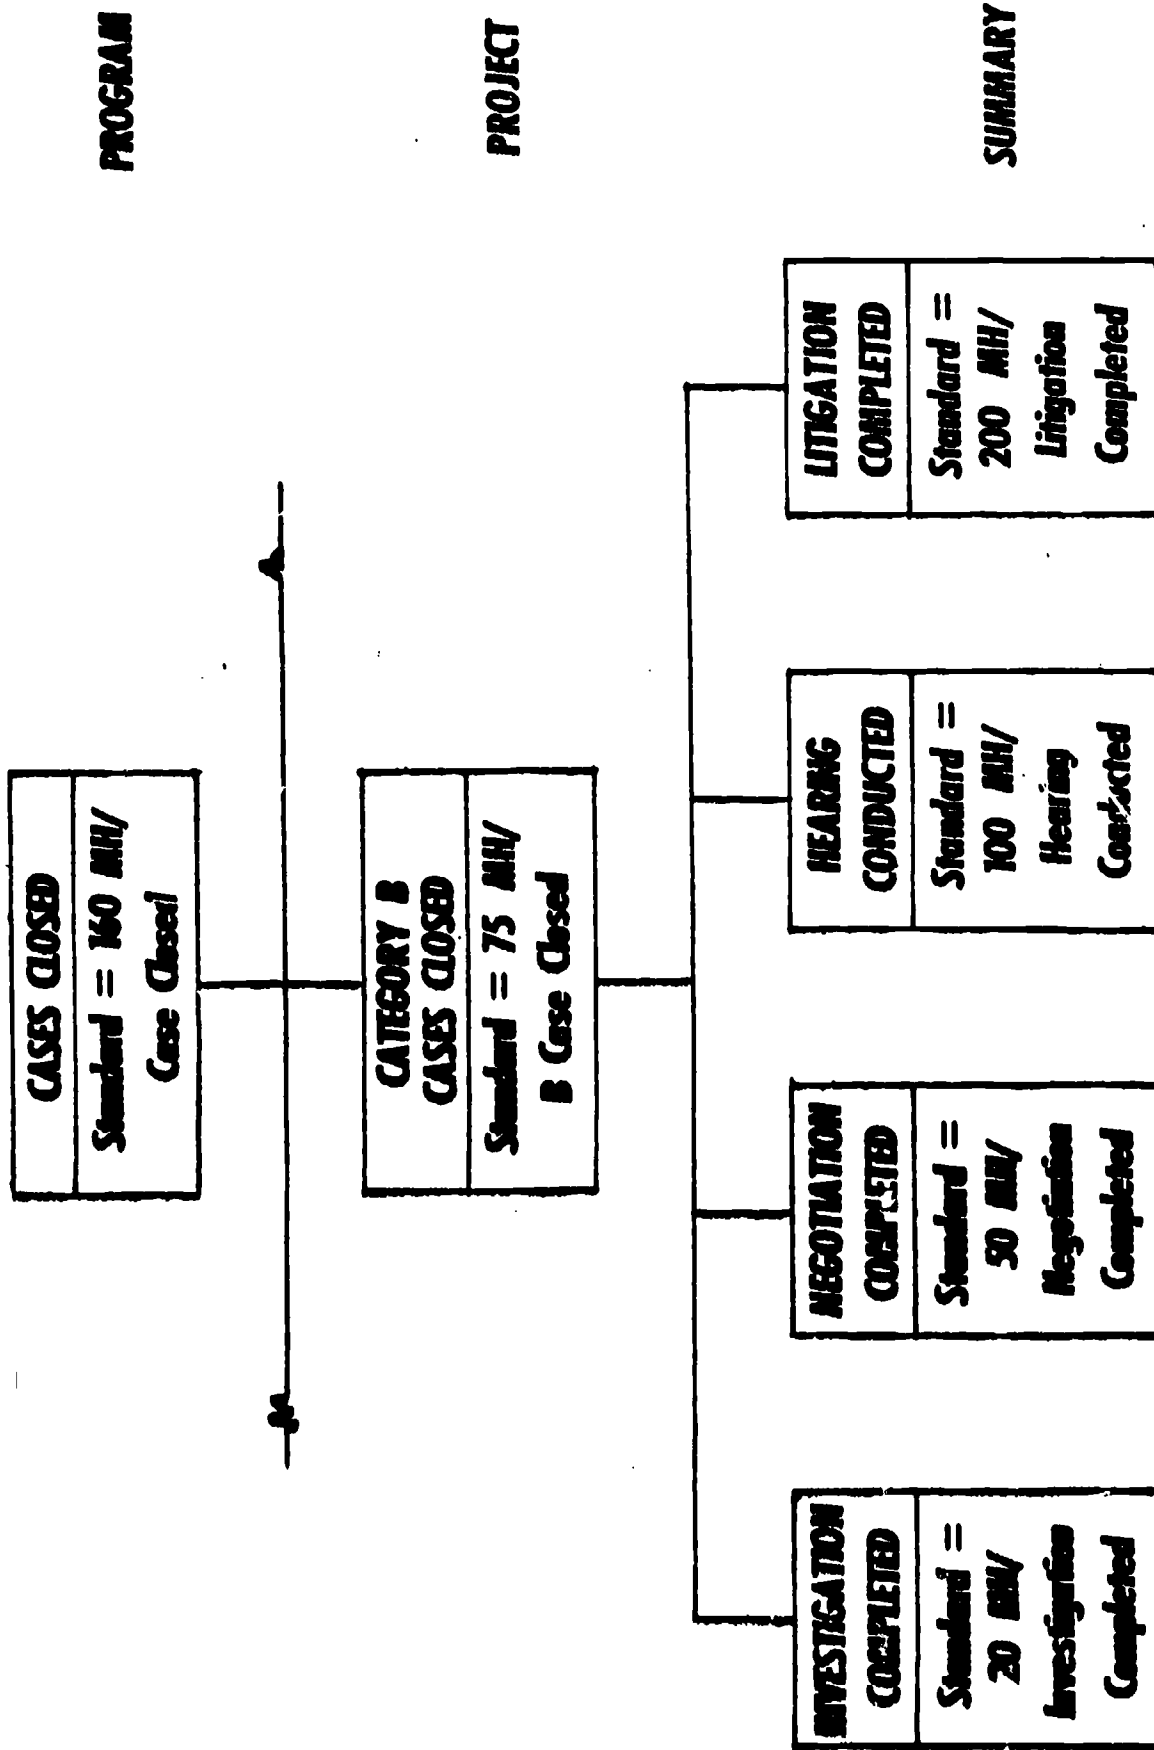 PROGRAM
CASES CLOSED
Standard = 160 MH/
Case Closed
PROJECT
CATEGORY B
CASES CLOSED
Standard = 75 MH/
B Case Closed
SUMMARY
INVESTIGATION
COMPLETED
Standard =
20 MH/
Investigation
Completed
NEGOTIATION
COMPLETED
Standard =
50 MH/
Negotiation
Completed
HEARING
CONDUCTED
Standard =
100 MH/
Hearing
Conducted
LITIGATION
COMPLETED
Standard =
200 MH/
Litigation
Completed